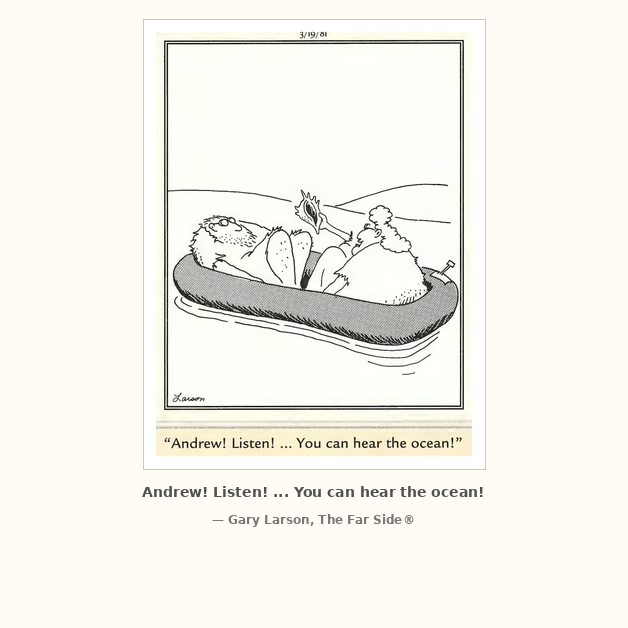 3/19/81
Larson
“Andrew! Listen! ... You can hear the ocean!”
Andrew! Listen! ... You can hear the ocean!
— Gary Larson, The Far Side®